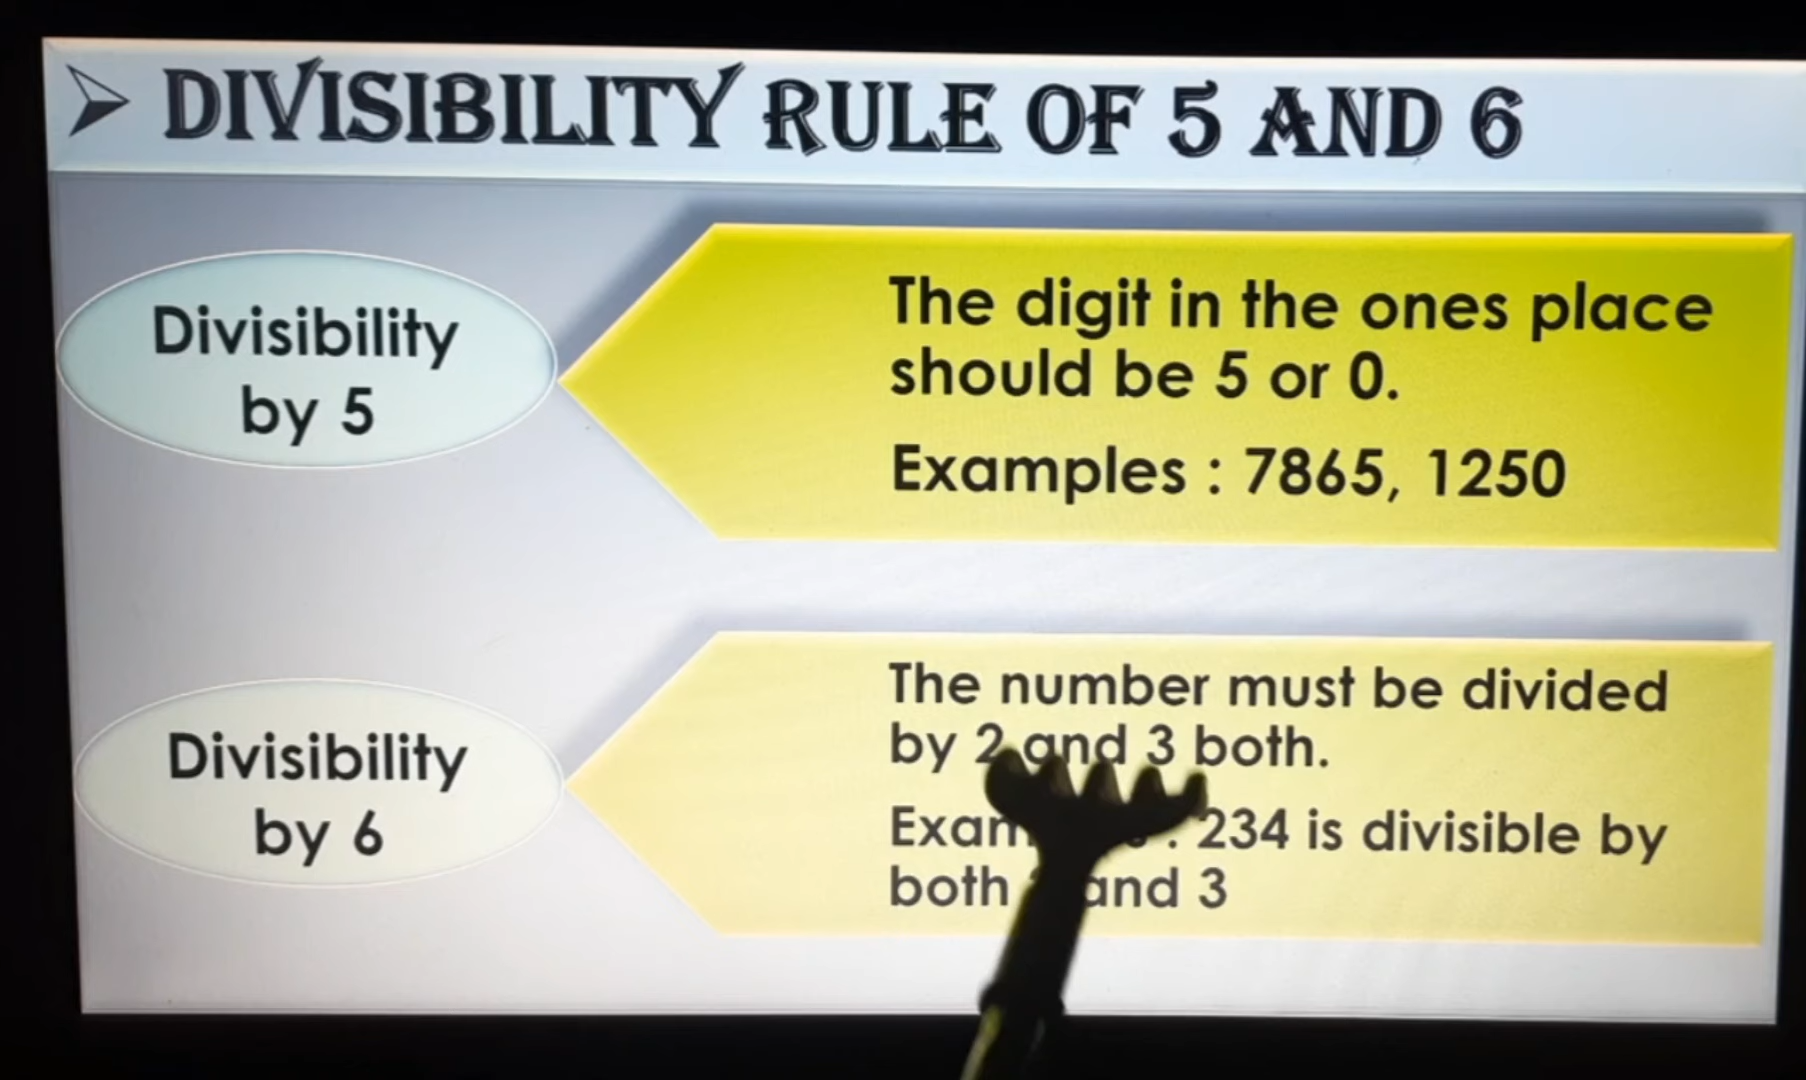 DIVISIBILITY RULE OF 5 AND 6
Divisibility
by 5
The digit in the ones place
should be 5 or 0.
Examples : 7865, 1250
Divisibility
by 6
The number must be divided
by 2 and 3 both.
: 234 is divisible by
both and 3